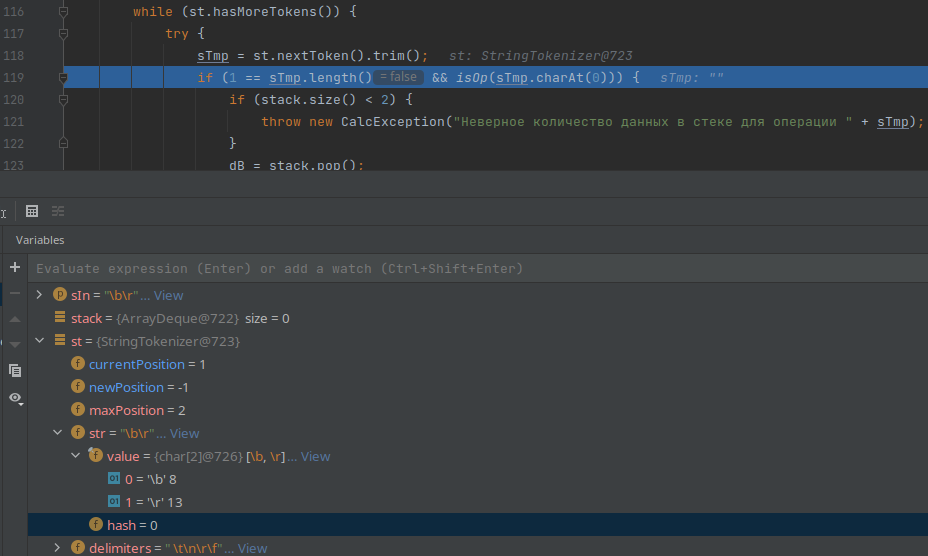 116 while (st.hasMoreTokens()) {
117 try {
118 sTmp = st.nextToken().trim(); st: StringTokenizer@723
119 if (1 == sTmp.length() = false && isOp(sTmp.charAt(0))) { sTmp: ""
120 if (stack.size() < 2) {
121 throw new CalcException("Неверное количество данных в стеке для операции " + sTmp);
122 }
123 dB = stack.pop();
Variables
Evaluate expression (Enter) or add a watch (Ctrl+Shift+Enter)
p sIn = "\b\r"... View
stack = {ArrayDeque@722} size = 0
st = {StringTokenizer@723}
f currentPosition = 1
f newPosition = -1
f maxPosition = 2
f str = "\b\r"... View
f value = {char[2]@726} [\b, \r]... View
01 0 = '\b' 8
01 1 = '\r' 13
f hash = 0
f delimiters = " \t\n\r\f"... View